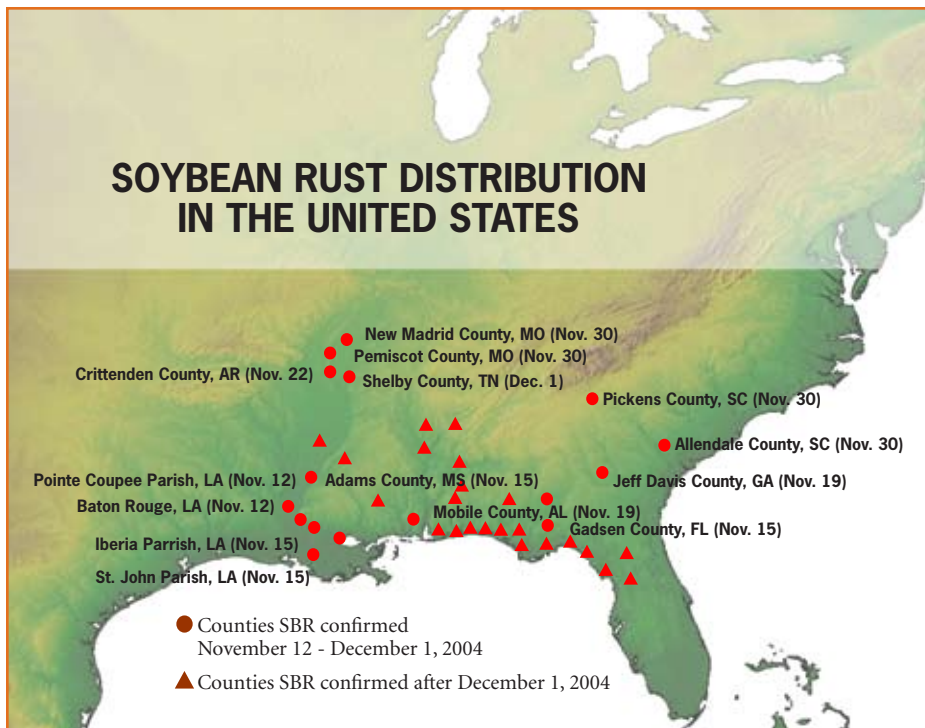 SOYBEAN RUST DISTRIBUTION
IN THE UNITED STATES
New Madrid County, MO (Nov. 30)
Pemiscot County, MO (Nov. 30)
Crittenden County, AR (Nov. 22)
Shelby County, TN (Dec. 1)
Pickens County, SC (Nov. 30)
Allendale County, SC (Nov. 30)
Pointe Coupee Parish, LA (Nov. 12)
Adams County, MS (Nov. 15)
Jeff Davis County, GA (Nov. 19)
Baton Rouge, LA (Nov. 12)
Mobile County, AL (Nov. 19)
Gadsen County, FL (Nov. 15)
Iberia Parrish, LA (Nov. 15)
St. John Parish, LA (Nov. 15)
Counties SBR confirmed
November 12 - December 1, 2004
Counties SBR confirmed after December 1, 2004